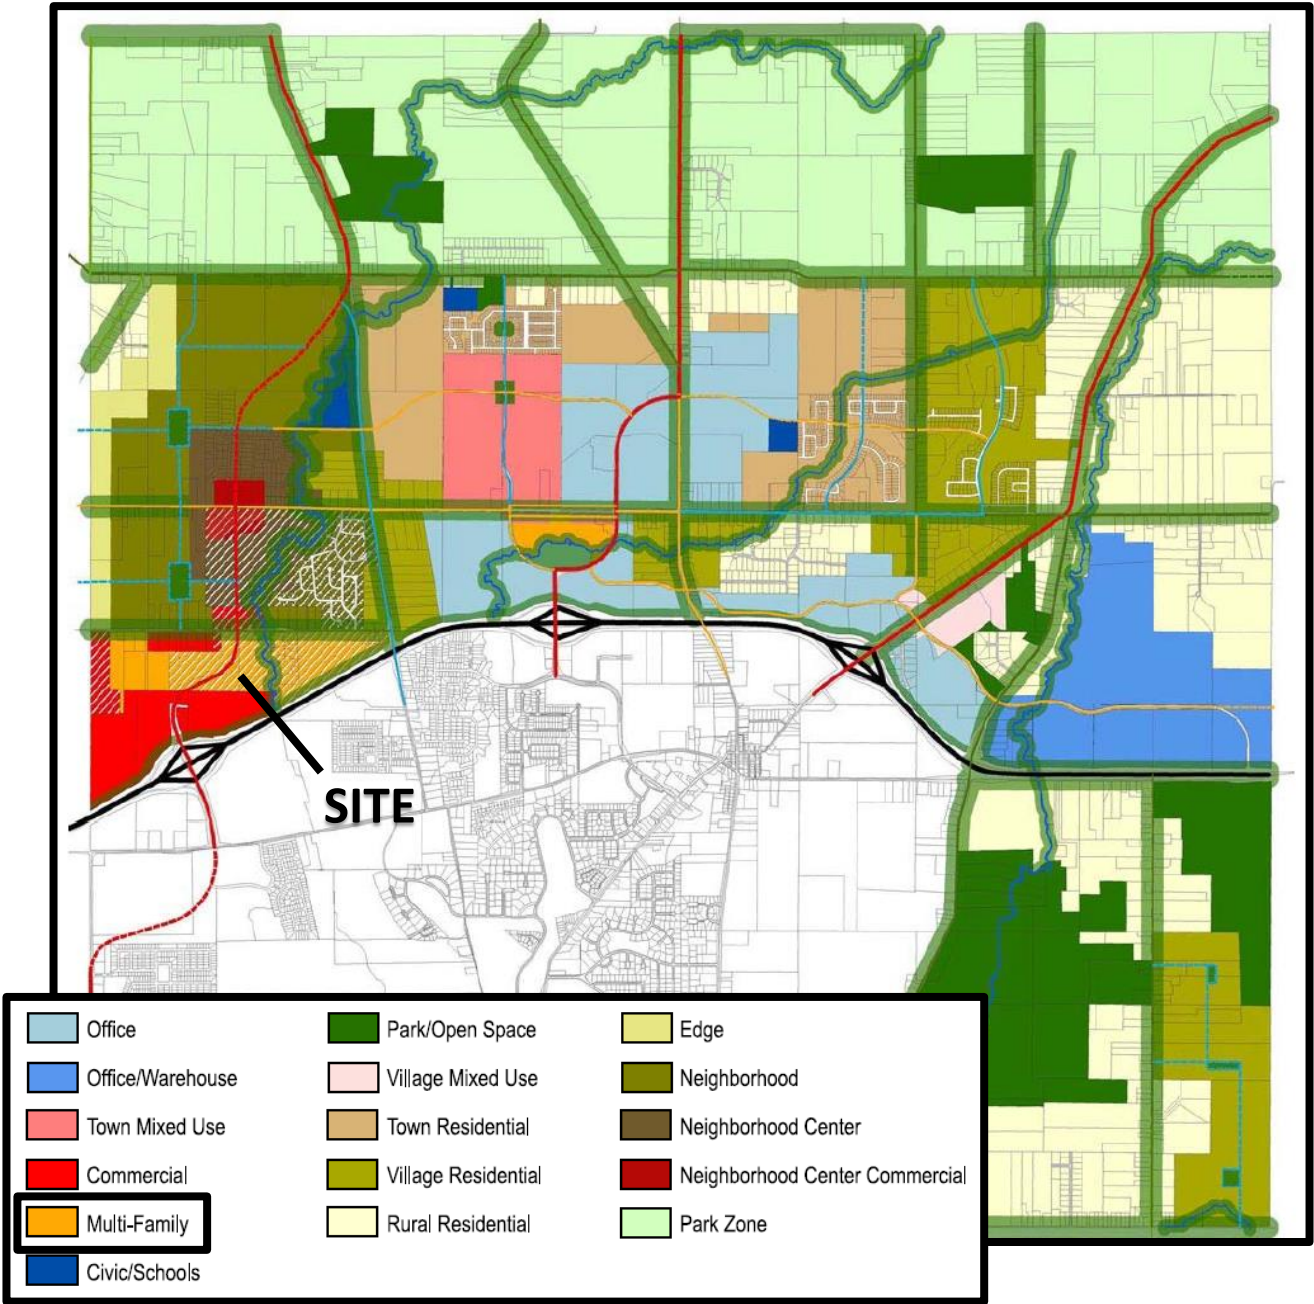 SITE
Office
Park/Open Space
Edge
Office/Warehouse
Village Mixed Use
Neighborhood
Town Mixed Use
Town Residential
Neighborhood Center
Commercial
Village Residential
Neighborhood Center Commercial
Multi-Family
Rural Residential
Park Zone
Civic/Schools